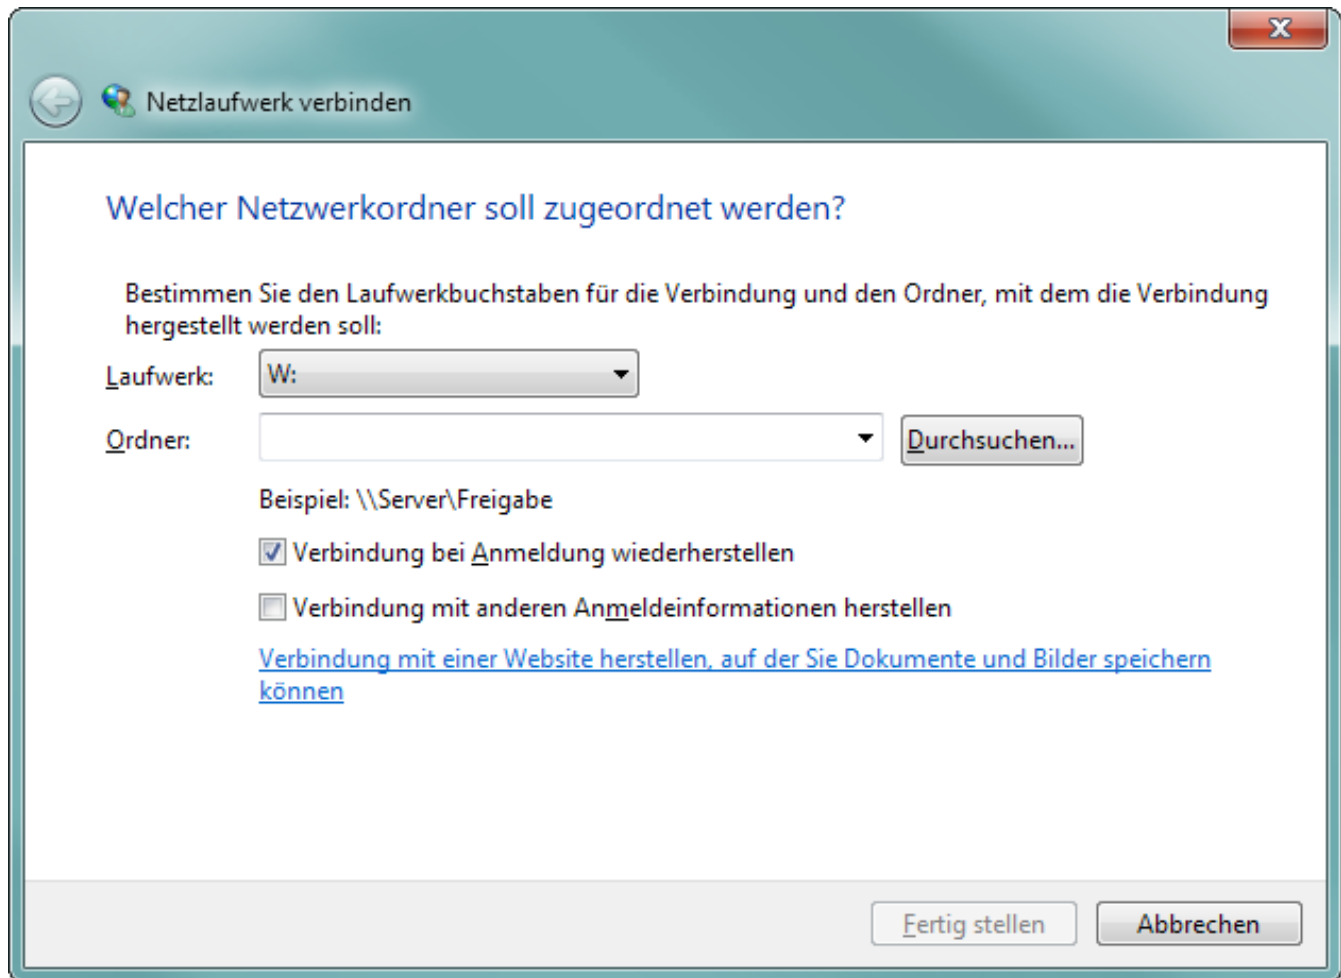 Netzlaufwerk verbinden
Welcher Netzwerkordner soll zugeordnet werden?
Bestimmen Sie den Laufwerkbuchstaben für die Verbindung und den Ordner, mit dem die Verbindung
hergestellt werden soll:
Laufwerk: W:
Ordner: Durchsuchen...
Beispiel: \\Server\Freigabe
Verbindung bei Anmeldung wiederherstellen
Verbindung mit anderen Anmeldeinformationen herstellen
Verbindung mit einer Website herstellen, auf der Sie Dokumente und Bilder speichern
können
Fertig stellen Abbrechen